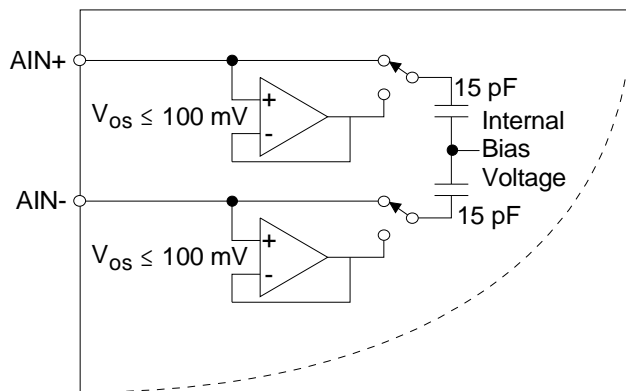 AIN+
15 pF
+
-
V_os ≤ 100 mV
Internal
Bias
Voltage
AIN-
15 pF
+
-
V_os ≤ 100 mV